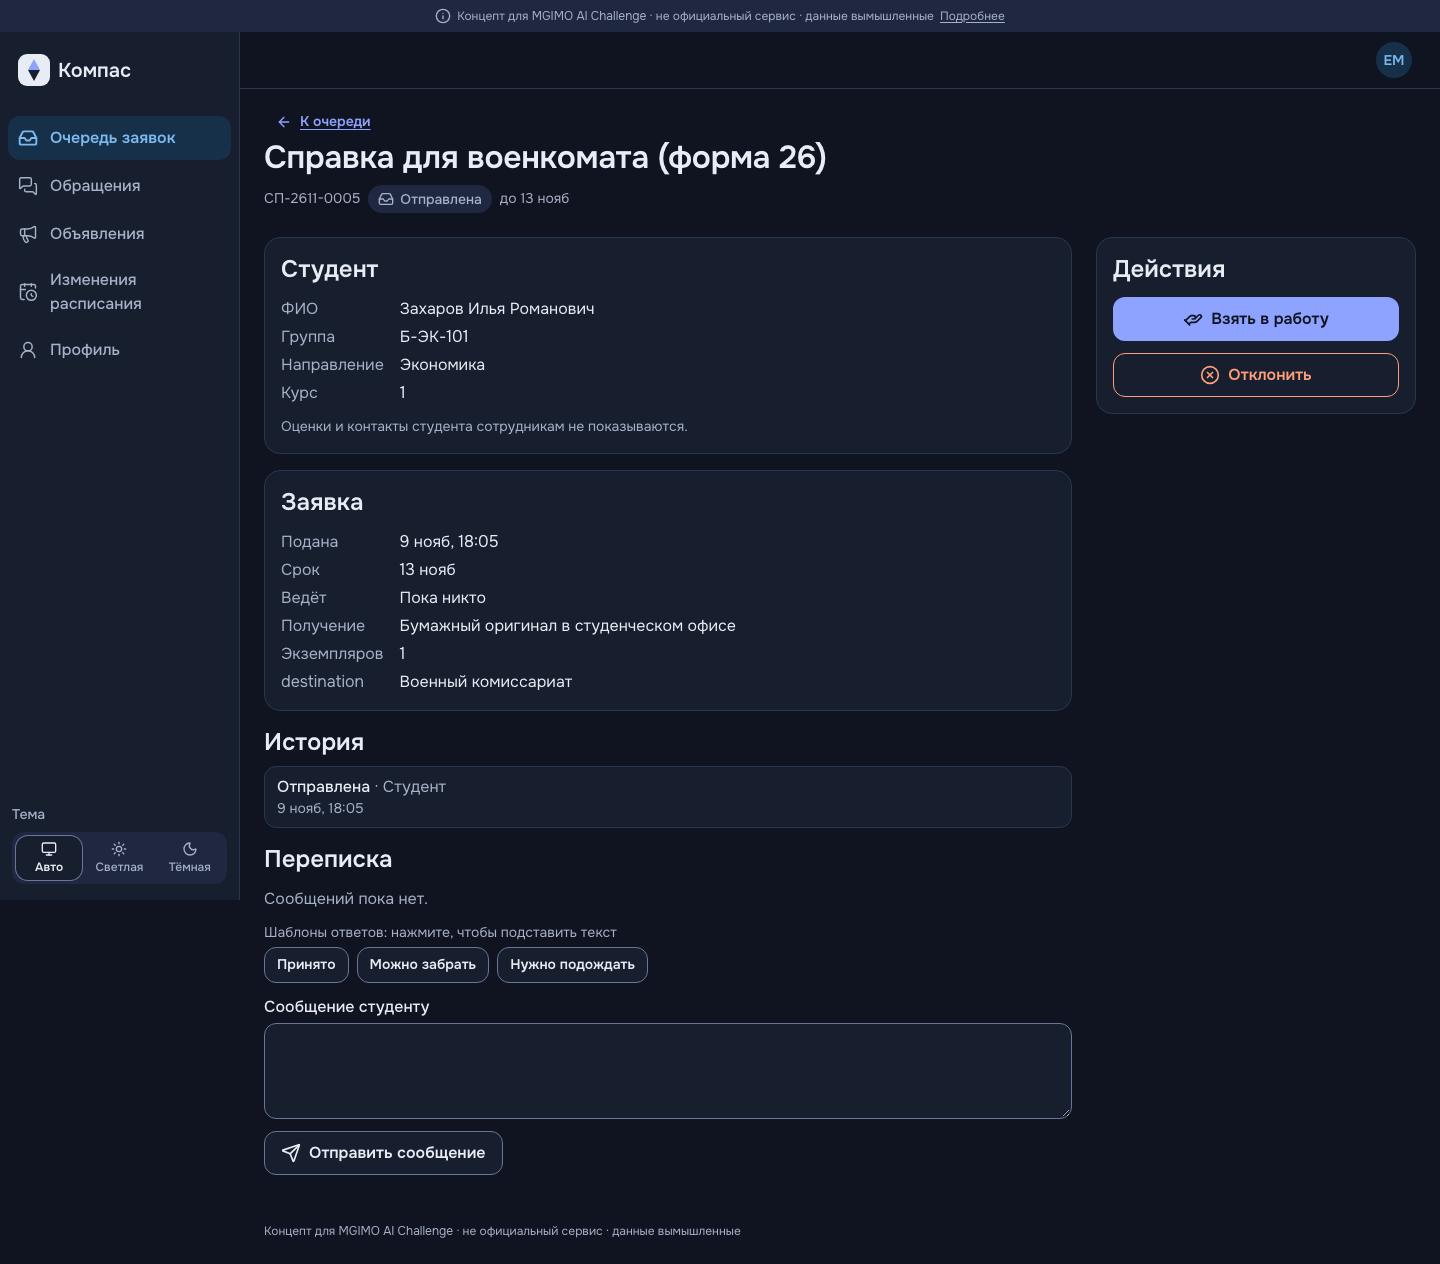 Концепт для MGIMO AI Challenge · не официальный сервис · данные вымышленные Подробнее
Компас
ЕМ
Очередь заявок
Обращения
Объявления
Изменения
расписания
Профиль
Тема
Авто
Светлая
Тёмная
К очереди
Справка для военкомата (форма 26)
СП-2611-0005 Отправлена до 13 нояб
Студент
ФИО Захаров Илья Романович
Группа Б-ЭК-101
Направление Экономика
Курс 1
Оценки и контакты студента сотрудникам не показываются.
Действия
Взять в работу
Отклонить
Заявка
Подана 9 нояб, 18:05
Срок 13 нояб
Ведёт Пока никто
Получение Бумажный оригинал в студенческом офисе
Экземпляров 1
destination Военный комиссариат
История
Отправлена · Студент
9 нояб, 18:05
Переписка
Сообщений пока нет.
Шаблоны ответов: нажмите, чтобы подставить текст
Принято Можно забрать Нужно подождать
Сообщение студенту
Отправить сообщение
Концепт для MGIMO AI Challenge · не официальный сервис · данные вымышленные